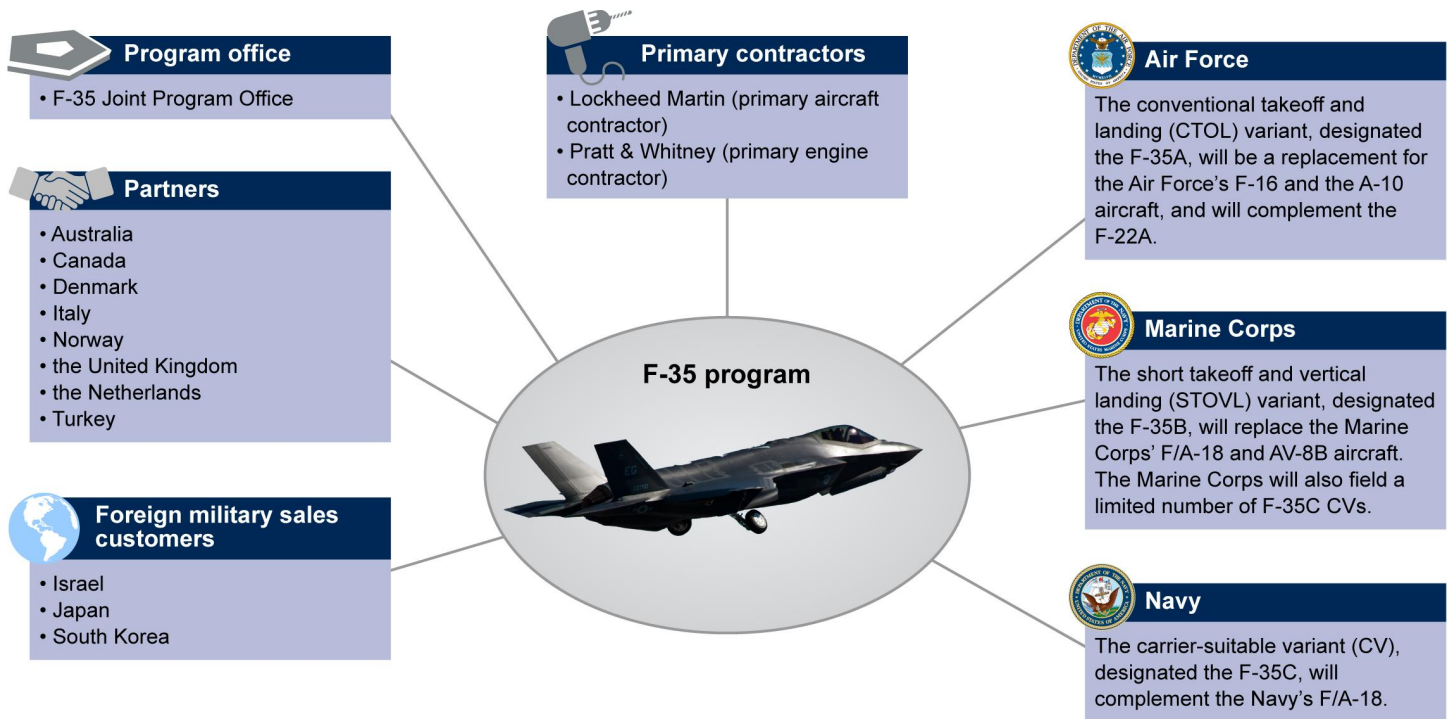 Program office
• F-35 Joint Program Office
Partners
• Australia
• Canada
• Denmark
• Italy
• Norway
• the United Kingdom
• the Netherlands
• Turkey
Foreign military sales
customers
• Israel
• Japan
• South Korea
Primary contractors
• Lockheed Martin (primary aircraft
contractor)
• Pratt & Whitney (primary engine
contractor)
F-35 program
Air Force
The conventional takeoff and
landing (CTOL) variant, designated
the F-35A, will be a replacement for
the Air Force's F-16 and the A-10
aircraft, and will complement the
F-22A.
Marine Corps
The short takeoff and vertical
landing (STOVL) variant, designated
the F-35B, will replace the Marine
Corps' F/A-18 and AV-8B aircraft.
The Marine Corps will also field a
limited number of F-35C CVs.
Navy
The carrier-suitable variant (CV),
designated the F-35C, will
complement the Navy's F/A-18.